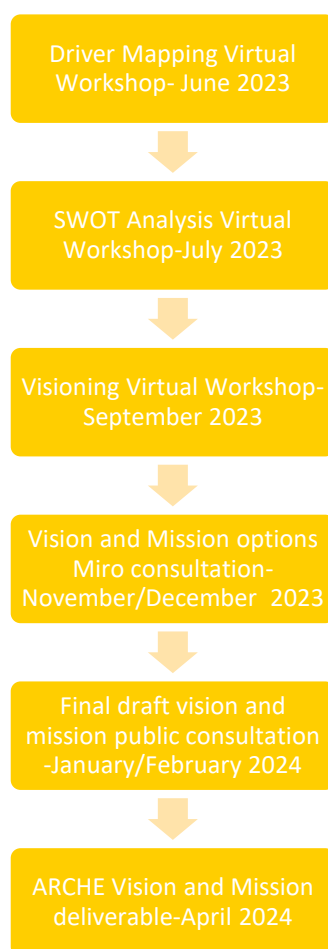 Driver Mapping Virtual
Workshop- June 2023
SWOT Analysis Virtual
Workshop-July 2023
Visioning Virtual Workshop-
September 2023
Vision and Mission options
Miro consultation-
November/December  2023
Final draft vision and
mission public consultation
-January/February 2024
ARCHE Vision and Mission
deliverable-April 2024